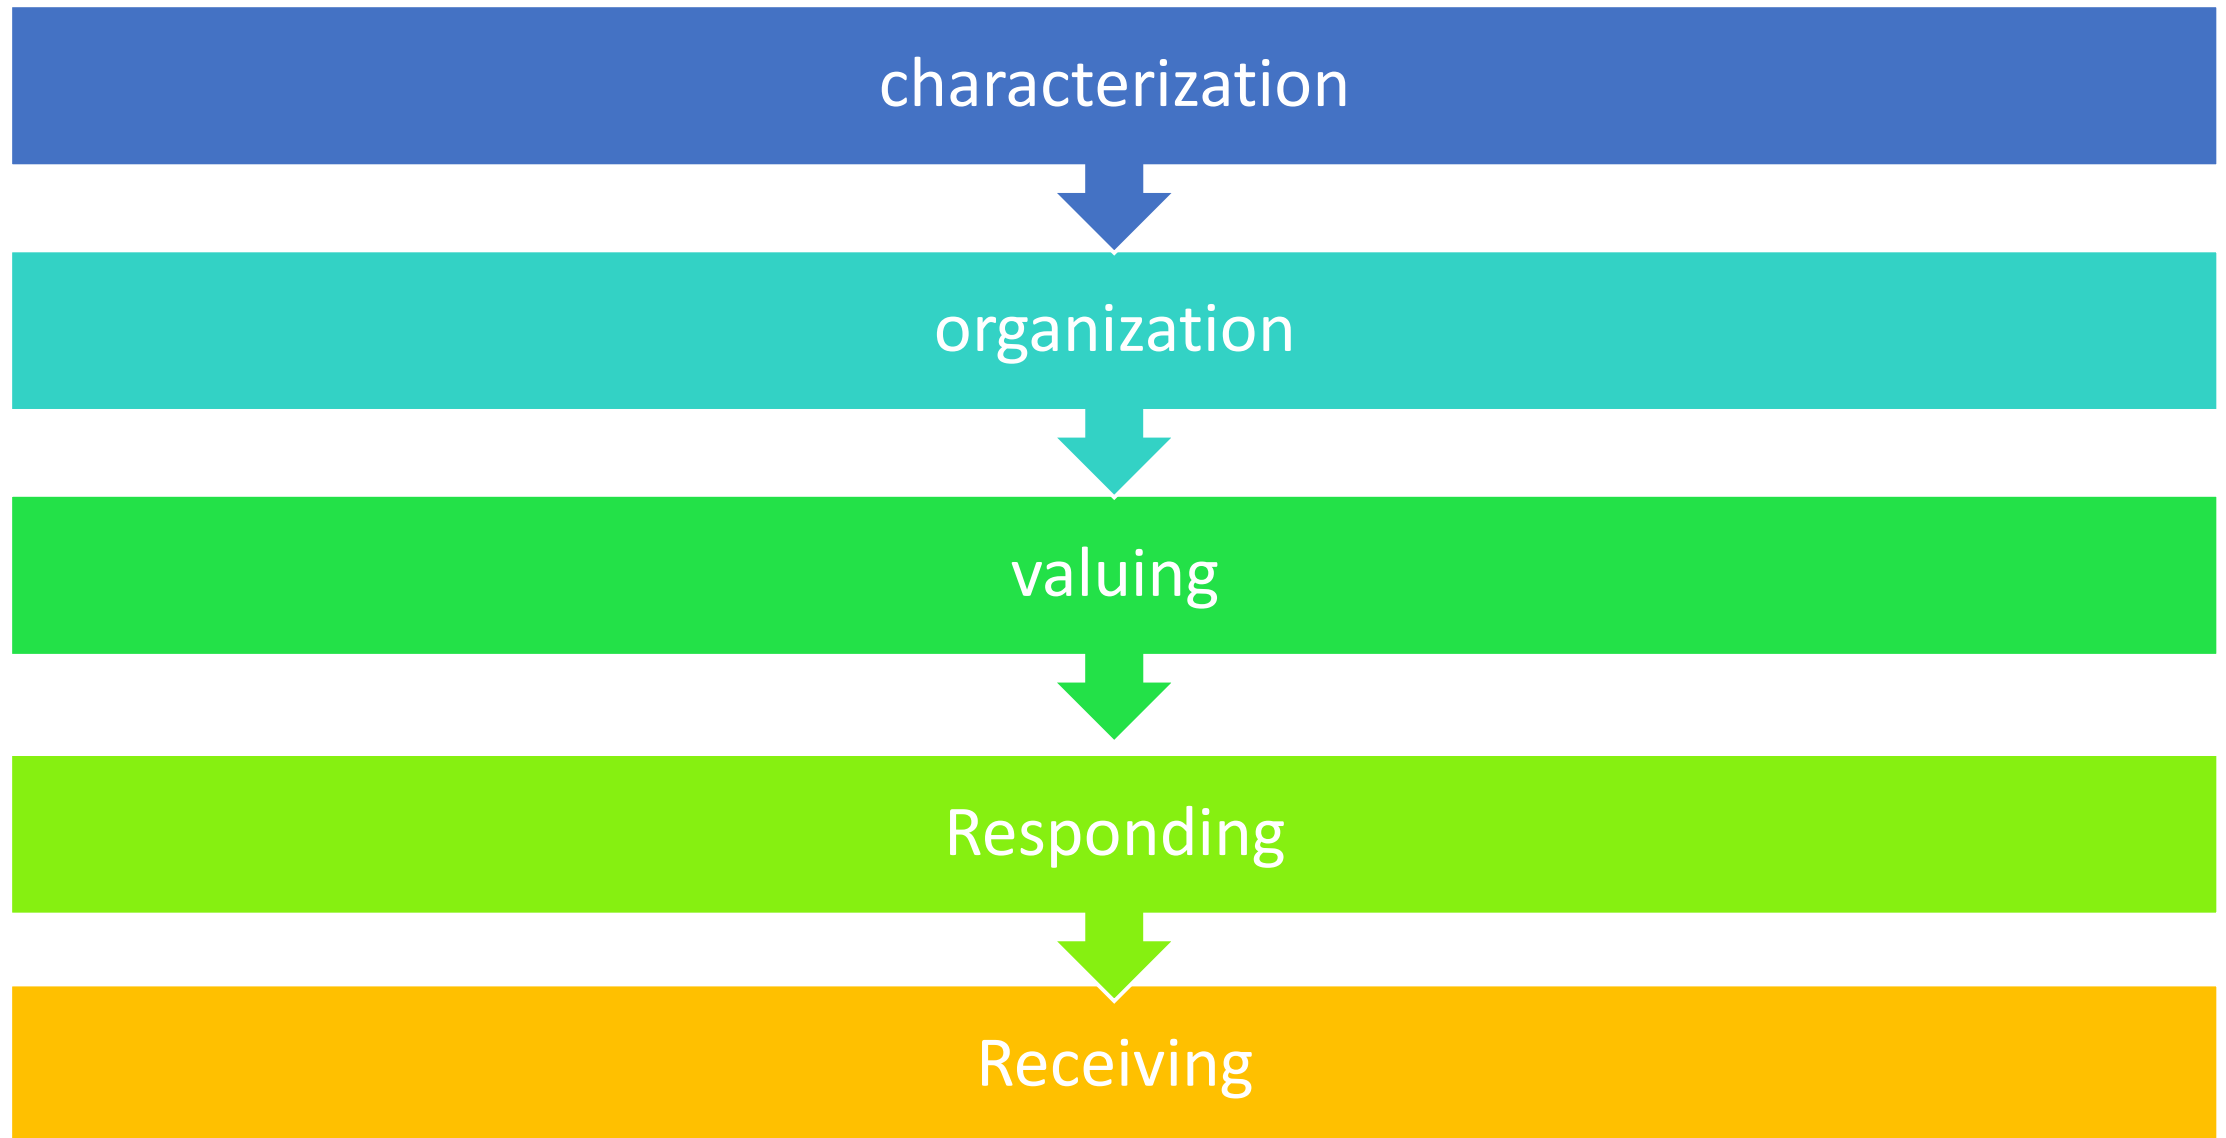 characterization
organization
valuing
Responding
Receiving